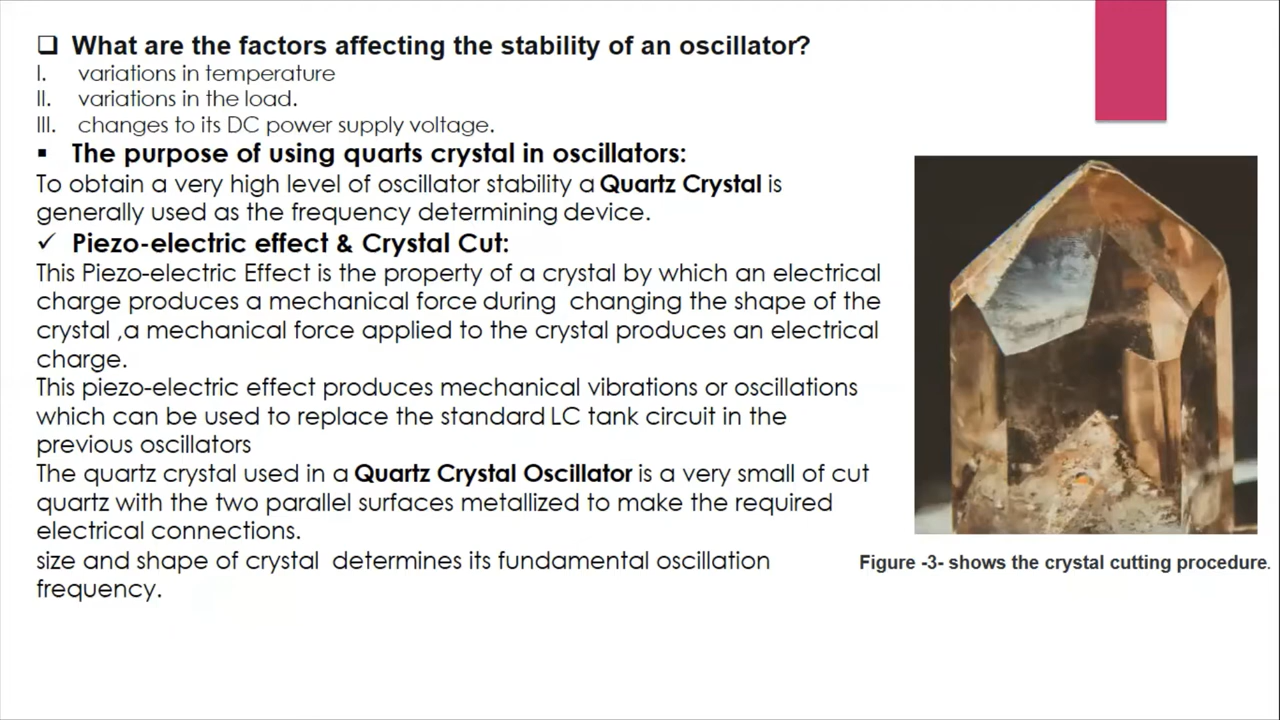 ❑ What are the factors affecting the stability of an oscillator?
I. variations in temperature
II. variations in the load.
III. changes to its DC power supply voltage.
▪ The purpose of using quarts crystal in oscillators:
To obtain a very high level of oscillator stability a Quartz Crystal is
generally used as the frequency determining device.
✓ Piezo-electric effect & Crystal Cut:
This Piezo-electric Effect is the property of a crystal by which an electrical
charge produces a mechanical force during changing the shape of the
crystal ,a mechanical force applied to the crystal produces an electrical
charge.
This piezo-electric effect produces mechanical vibrations or oscillations
which can be used to replace the standard LC tank circuit in the
previous oscillators
The quartz crystal used in a Quartz Crystal Oscillator is a very small of cut
quartz with the two parallel surfaces metallized to make the required
electrical connections.
size and shape of crystal determines its fundamental oscillation
frequency.
Figure -3- shows the crystal cutting procedure.